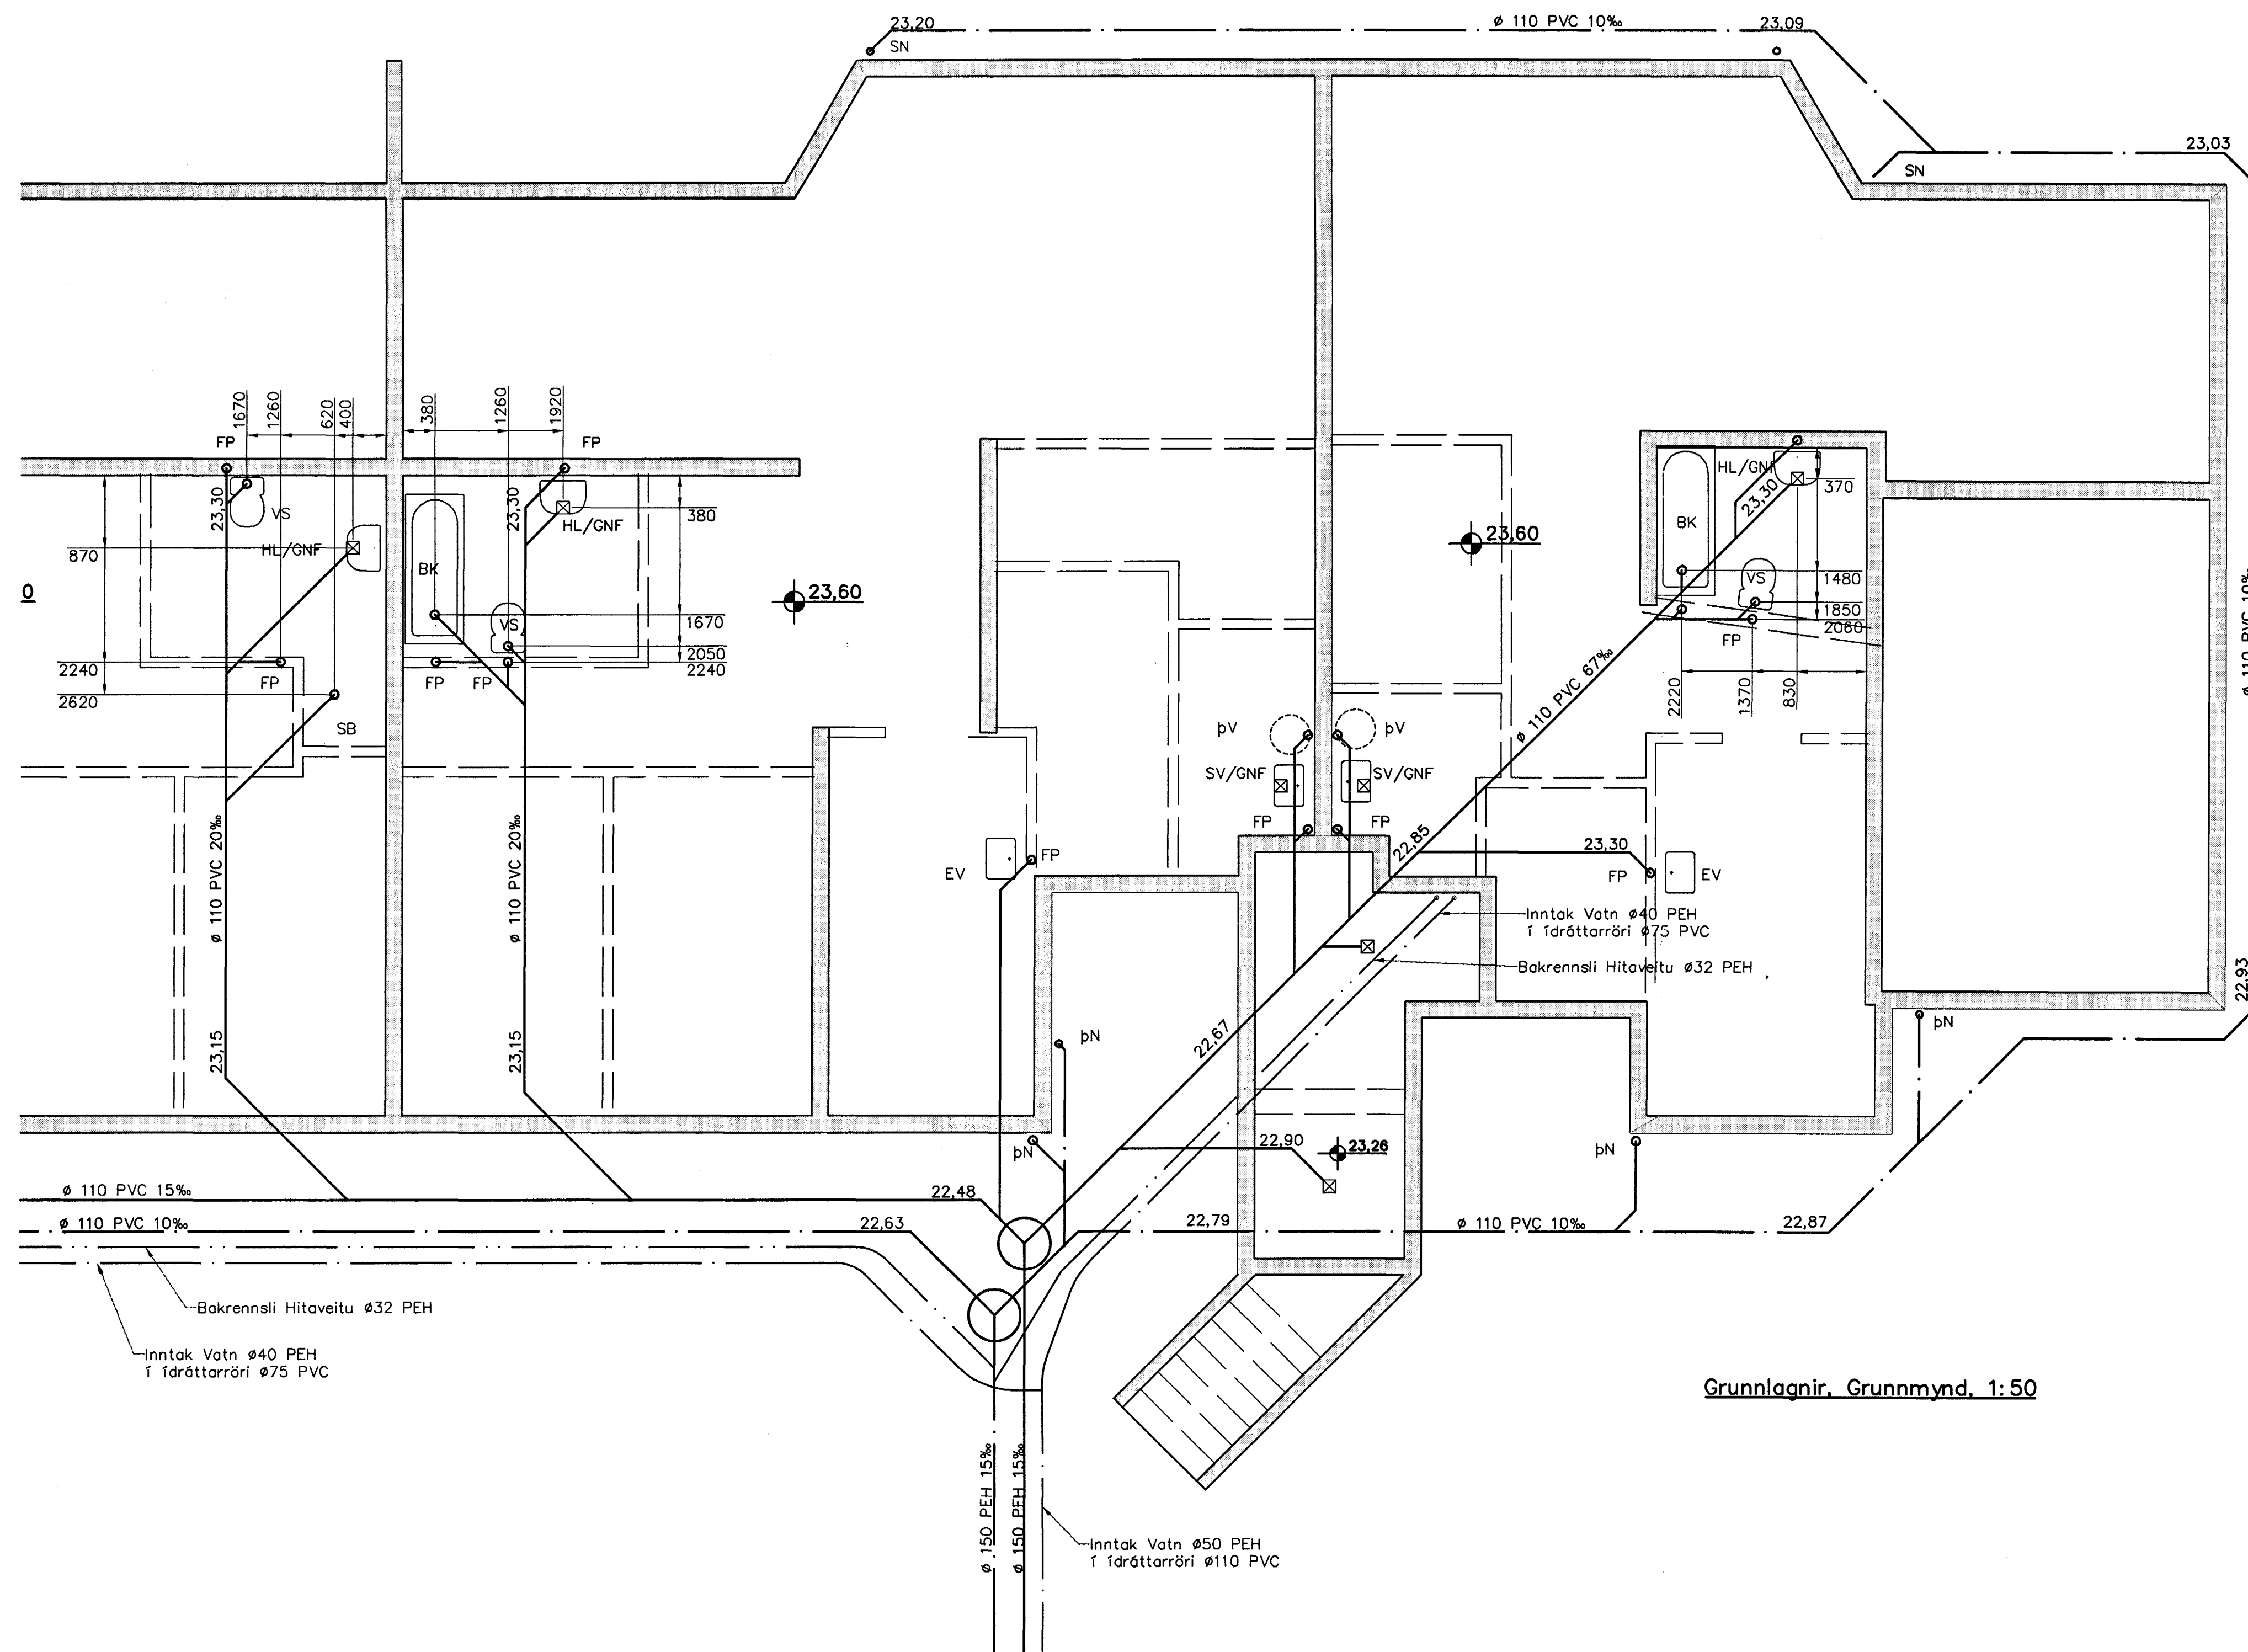 23,20
SN
ø 110 PVC 10‰
23,09
23,03
SN
1670
1260
620
400
380
1260
1920
FP
FP
23,30
VS
HL/GNF
870
2240
2620
FP
SB
0
23,30
HL/GNF
BK
VS
380
1670
2050
2240
FP
FP
23,60
23,60
HL/GNF
23,30
BK
VS
370
1480
1850
2060
FP
2220
1370
830
ø 110 PVC 10‰
ø 110 PVC 67‰
þV
þV
SV/GNF
SV/GNF
FP
FP
22,85
23,30
FP
EV
EV
FP
ø 110 PVC 20‰
ø 110 PVC 20‰
Inntak Vatn ø40 PEH
í ídráttarröri ø75 PVC
Bakrennsli Hitaveitu ø32 PEH
22,93
23,15
23,15
þN
22,67
þN
þN
22,90
23,26
þN
ø 110 PVC 15‰
22,48
ø 110 PVC 10‰
22,63
22,79
ø 110 PVC 10‰
22,87
Bakrennsli Hitaveitu ø32 PEH
Inntak Vatn ø40 PEH
í ídráttarröri ø75 PVC
Grunnlagnir, Grunnmynd, 1:50
ø 150 PEH 15‰
ø 150 PEH 15‰
Inntak Vatn ø50 PEH
í ídráttarröri ø110 PVC